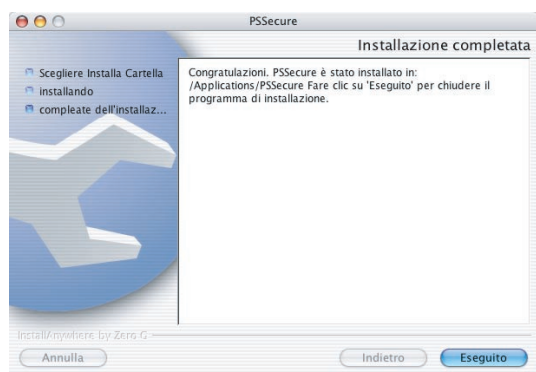 PSSecure
Installazione completata
Scegliere Installa Cartella
installando
compleate dell'installaz...
Congratulazioni. PSSecure è stato installato in:
/Applications/PSSecure Fare clic su 'Eseguito' per chiudere il
programma di installazione.
InstallAnywhere by Zero G
Annulla
Indietro
Eseguito